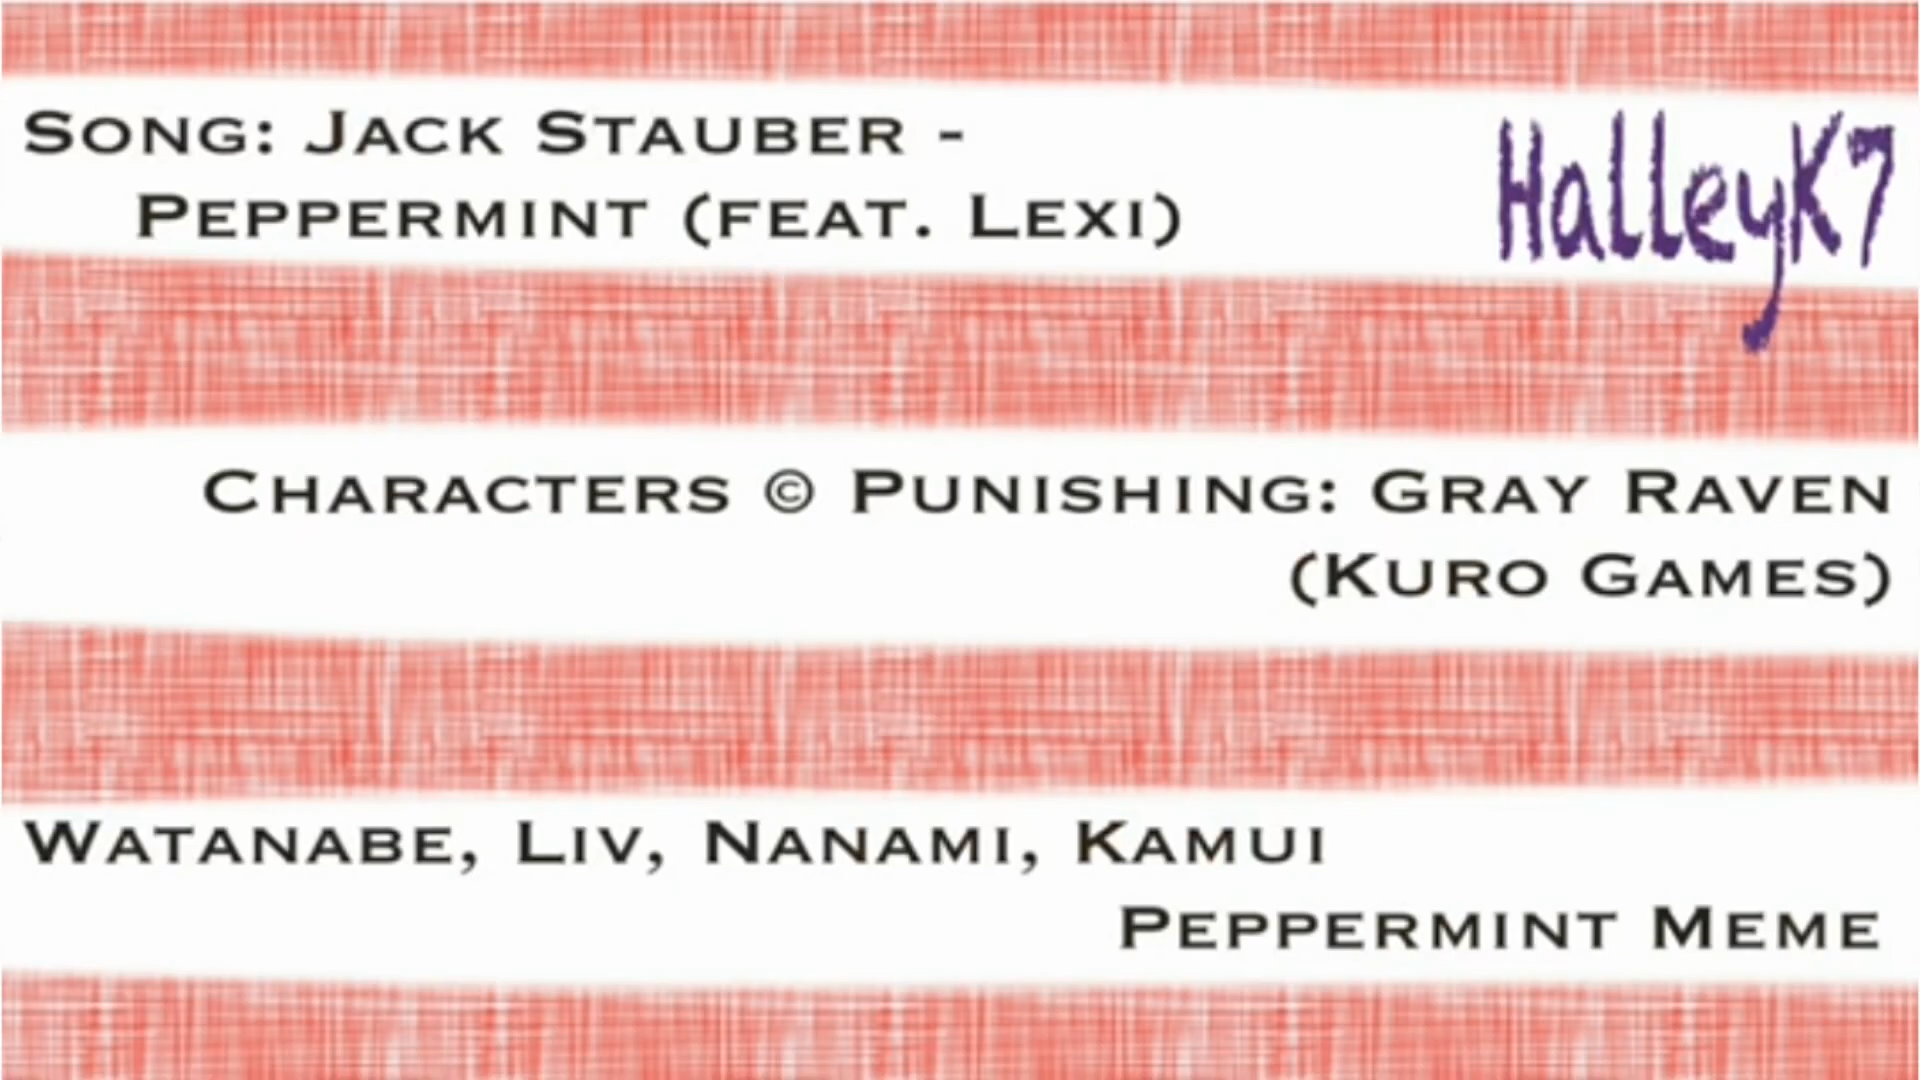 Song: Jack Stauber -
Peppermint (feat. Lexi)
HalleyK7
Characters © Punishing: Gray Raven
(Kuro Games)
Watanabe, Liv, Nanami, Kamui
Peppermint Meme